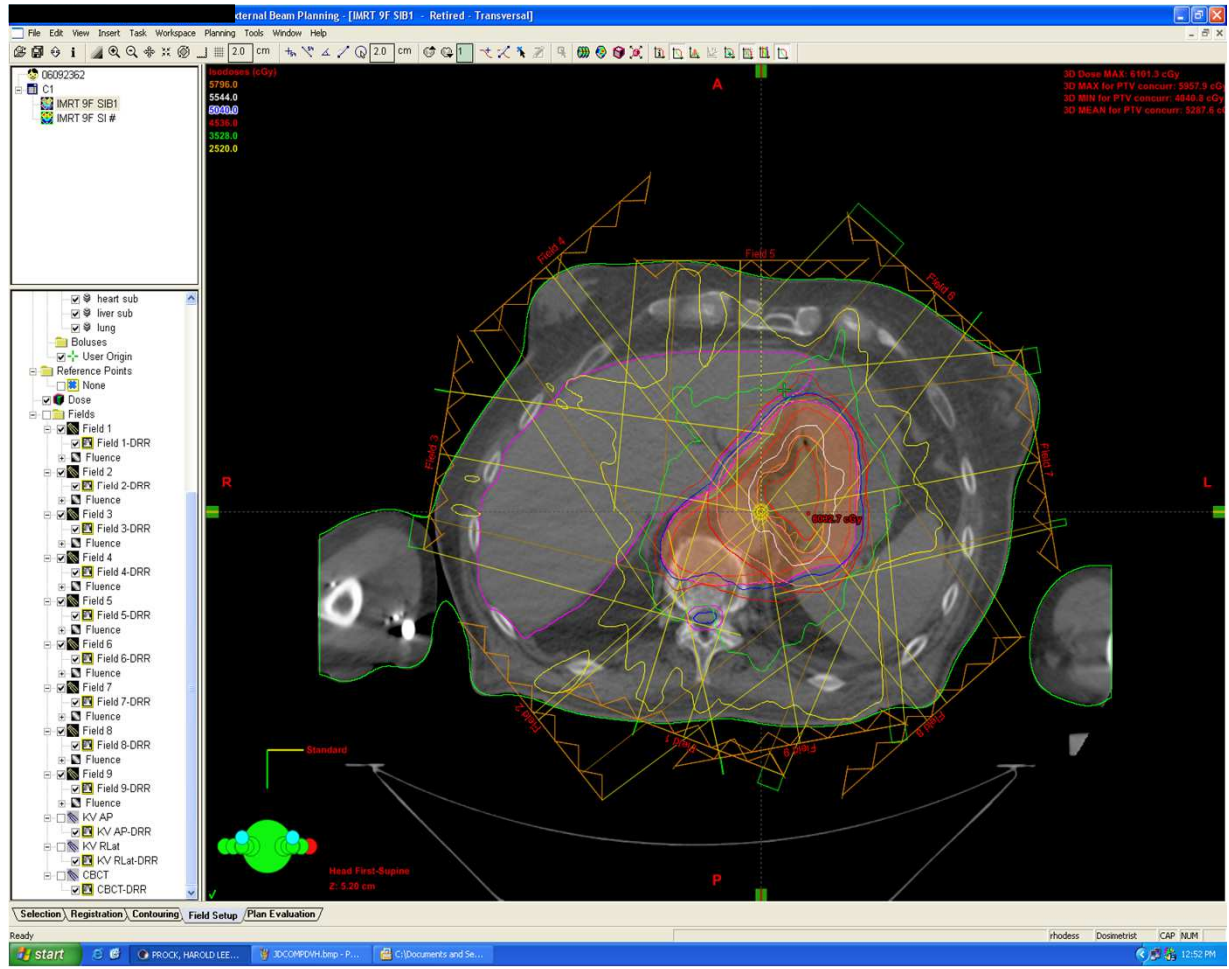 xternal Beam Planning - [IMRT 9F SIB1 - Retired - Transversal]
File Edit View Insert Task Workspace Planning Tools Window Help
2.0 cm 2.0 cm 1
06092362
C1
IMRT 9F SIB1
IMRT 9F SI #
heart sub
liver sub
lung
Boluses
User Origin
Reference Points
None
Dose
Fields
Field 1
Field 1-DRR
Fluence
Field 2
Field 2-DRR
Fluence
Field 3
Field 3-DRR
Fluence
Field 4
Field 4-DRR
Fluence
Field 5
Field 5-DRR
Fluence
Field 6
Field 6-DRR
Fluence
Field 7
Field 7-DRR
Fluence
Field 8
Field 8-DRR
Fluence
Field 9
Field 9-DRR
Fluence
KV AP
KV AP-DRR
KV RLat
KV RLat-DRR
CBCT
CBCT-DRR
Isodoses (cGy)
5796.0
5544.0
5040.0
4536.0
3528.0
2520.0
A
3D Dose MAX: 6101.3 cGy
3D MAX for PTV concurr: 5957.9 cG
3D MIN for PTV concurr: 4840.8 cGy
3D MEAN for PTV concurr: 5287.6 cG
Field 4
Field 5
Field 6
Field 3
Field 7
R
L
Field 2
Field 1
Field 9
Field 8
Standard
Head First-Supine
Z: 5.26 cm
P
Selection Registration Contouring Field Setup Plan Evaluation
Ready
rhodess Dosimetrist CAP NUM
start
PROCK, HAROLD LEE...
JDCOMPDVH.bmp - P...
C:\Documents and Se...
12:52 PM